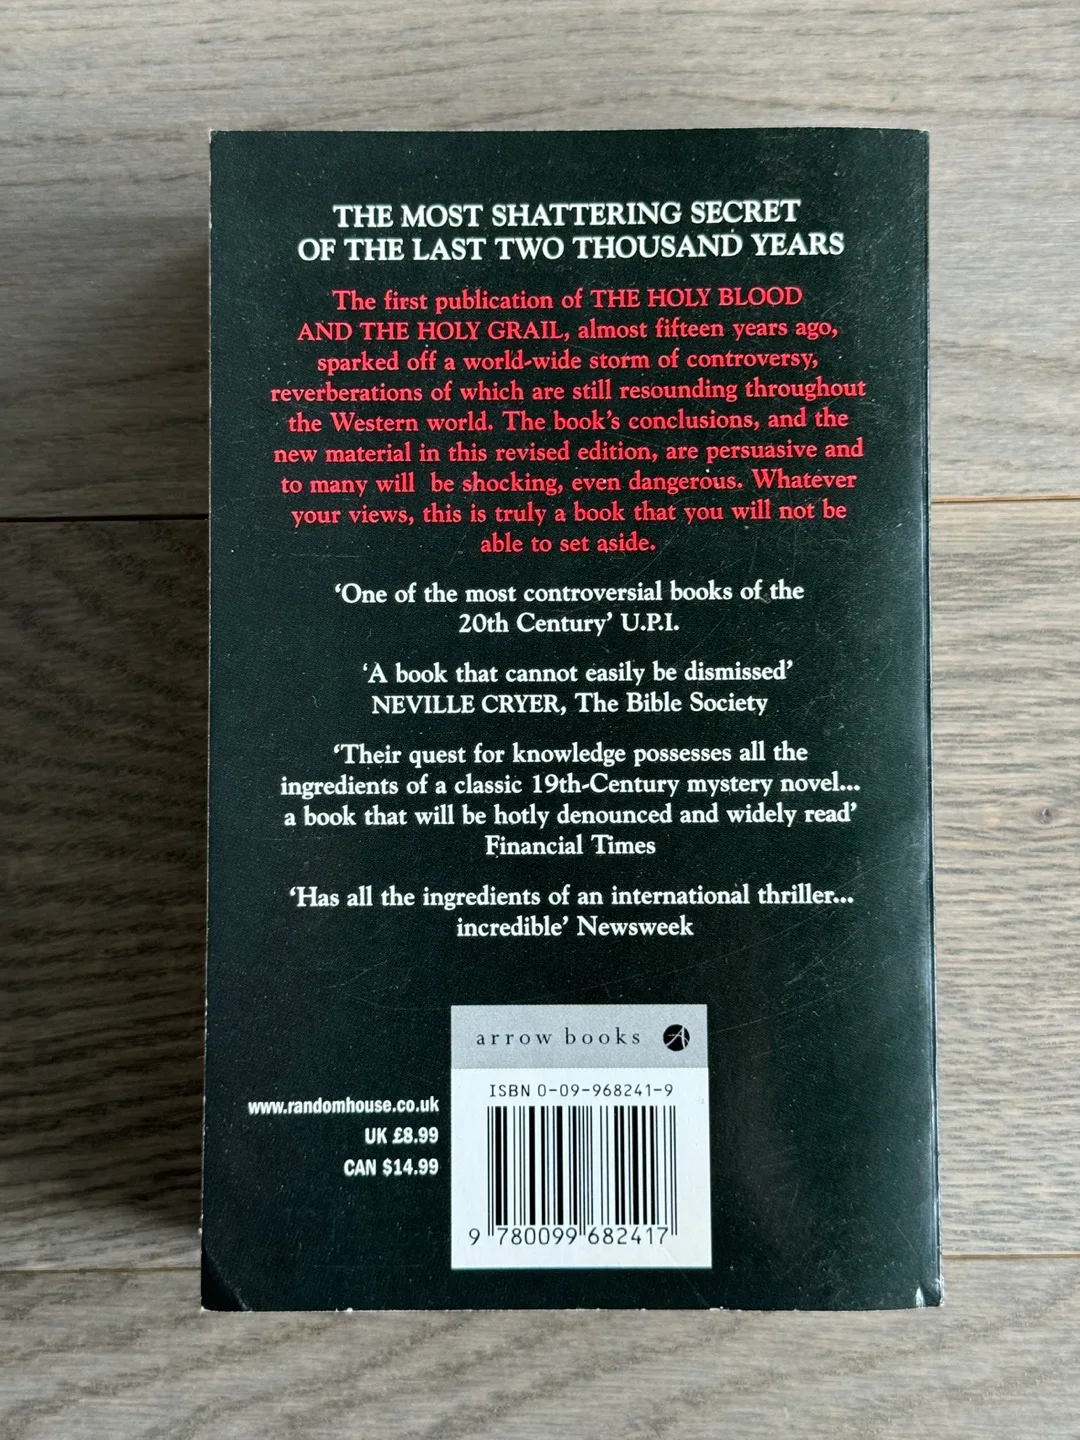 THE MOST SHATTERING SECRET
OF THE LAST TWO THOUSAND YEARS
The first publication of THE HOLY BLOOD
AND THE HOLY GRAIL, almost fifteen years ago,
sparked off a world-wide storm of controversy,
reverberations of which are still resounding throughout
the Western world. The book's conclusions, and the
new material in this revised edition, are persuasive and
to many will be shocking, even dangerous. Whatever
your views, this is truly a book that you will not be
able to set aside.
‘One of the most controversial books of the
20th Century’ U.P.I.
‘A book that cannot easily be dismissed’
NEVILLE CRYER, The Bible Society
‘Their quest for knowledge possesses all the
ingredients of a classic 19th-Century mystery novel...
a book that will be hotly denounced and widely read’
Financial Times
‘Has all the ingredients of an international thriller...
incredible’ Newsweek
arrow books
ISBN 0-09-968241-9
www.randomhouse.co.uk
UK £8.99
CAN $14.99
9 780099 682417